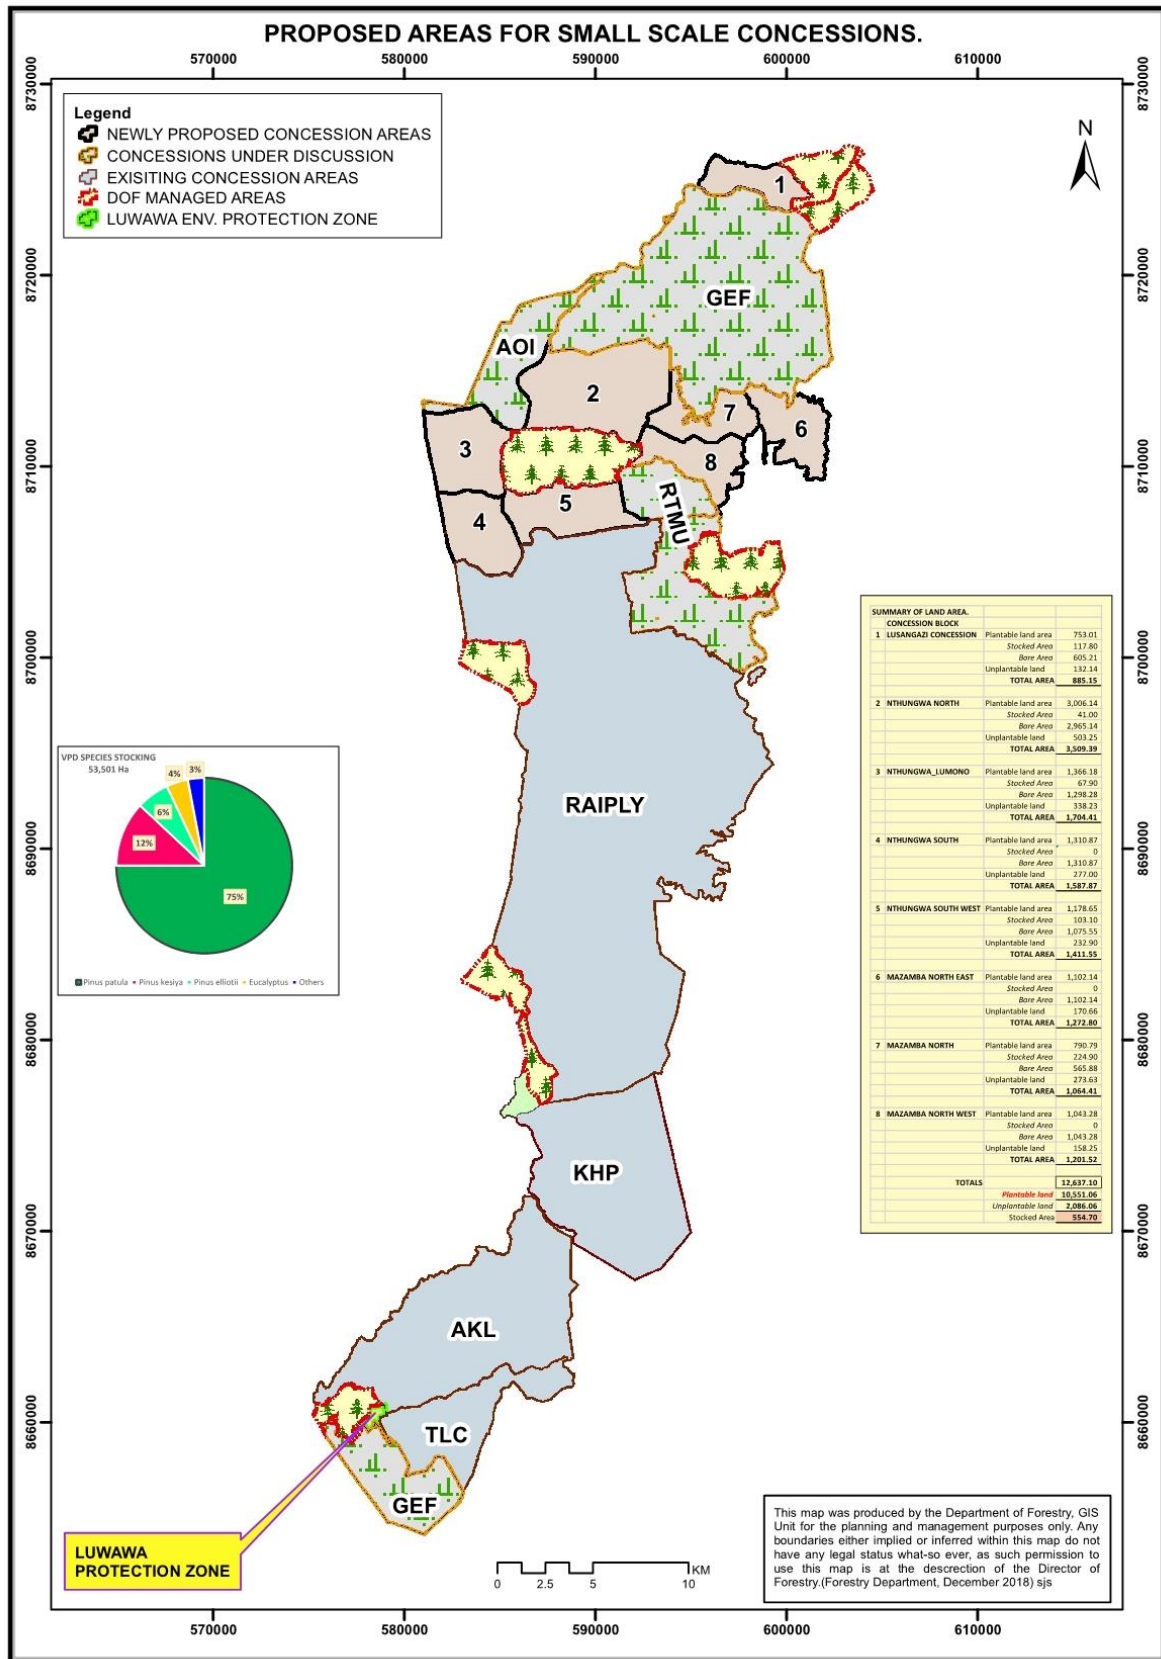 PROPOSED AREAS FOR SMALL SCALE CONCESSIONS.
570000 580000 590000 600000 610000
8730000 8730000
8720000 8720000
8710000 8710000
8700000 8700000
8690000 8690000
8680000 8680000
8670000 8670000
8660000 8660000
Legend
NEWLY PROPOSED CONCESSION AREAS
CONCESSIONS UNDER DISCUSSION
EXISITING CONCESSION AREAS
DOF MANAGED AREAS
LUWAWA ENV. PROTECTION ZONE
N
1
GEF
AOI
2
7
6
3
8
5
4
RTMU
RAIPLY
KHP
AKL
TLC
GEF
VPD SPECIES STOCKING
53,501 Ha
4% 3%
6%
12%
75%
Pinus patula Pinus kesiya Pinus elliotii Eucalyptus Others
SUMMARY OF LAND AREA.
CONCESSION BLOCK
1 LUSANGAZI CONCESSION Plantable land area 753.01
Stocked Area 117.80
Bare Area 605.21
Unplantable land 132.14
TOTAL AREA 885.15
2 NTHUNGWA NORTH Plantable land area 3,006.14
Stocked Area 41.00
Bare Area 2,965.14
Unplantable land 503.25
TOTAL AREA 3,509.39
3 NTHUNGWA_LUMONO Plantable land area 1,366.18
Stocked Area 67.90
Bare Area 1,298.28
Unplantable land 338.23
TOTAL AREA 1,704.41
4 NTHUNGWA SOUTH Plantable land area 1,310.87
Stocked Area 0
Bare Area 1,310.87
Unplantable land 277.00
TOTAL AREA 1,587.87
5 NTHUNGWA SOUTH WEST Plantable land area 1,178.65
Stocked Area 103.10
Bare Area 1,075.55
Unplantable land 232.90
TOTAL AREA 1,411.55
6 MAZAMBA NORTH EAST Plantable land area 1,102.14
Stocked Area 0
Bare Area 1,102.14
Unplantable land 170.66
TOTAL AREA 1,272.80
7 MAZAMBA NORTH Plantable land area 790.79
Stocked Area 224.90
Bare Area 565.88
Unplantable land 273.63
TOTAL AREA 1,064.41
8 MAZAMBA NORTH WEST Plantable land area 1,043.28
Stocked Area 0
Bare Area 1,043.28
Unplantable land 158.25
TOTAL AREA 1,201.52
TOTALS 12,637.10
Plantable land 10,551.06
Unplantable land 2,086.06
Stocked Area 554.70
LUWAWA
PROTECTION ZONE
0 2.5 5 10 KM
This map was produced by the Department of Forestry, GIS
Unit for the planning and management purposes only. Any
boundaries either implied or inferred within this map do not
have any legal status what-so ever, as such permission to
use this map is at the descrection of the Director of
Forestry.(Forestry Department, December 2018) sjs
570000 580000 590000 600000 610000